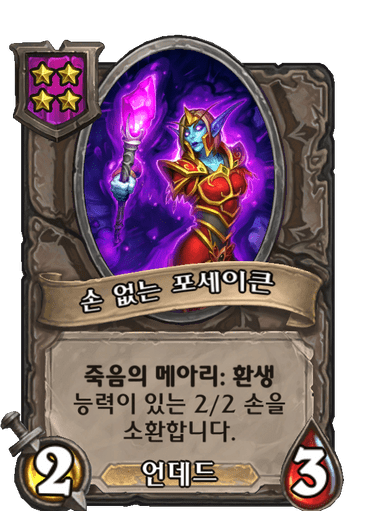 손 없는 포세이큰
죽음의 메아리: 환생
능력이 있는 2/2 손을
소환합니다.
언데드
2
3